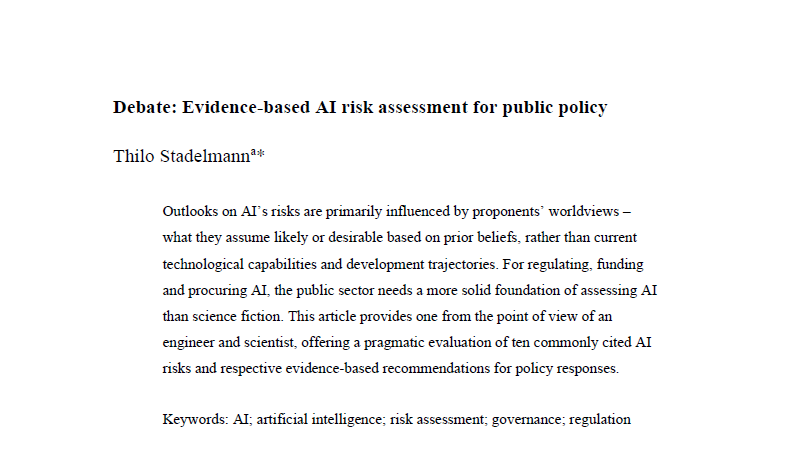 Debate: Evidence-based AI risk assessment for public policy
Thilo Stadelmannᵃ*
Outlooks on AI’s risks are primarily influenced by proponents’ worldviews –
what they assume likely or desirable based on prior beliefs, rather than current
technological capabilities and development trajectories. For regulating, funding
and procuring AI, the public sector needs a more solid foundation of assessing AI
than science fiction. This article provides one from the point of view of an
engineer and scientist, offering a pragmatic evaluation of ten commonly cited AI
risks and respective evidence-based recommendations for policy responses.
Keywords: AI; artificial intelligence; risk assessment; governance; regulation